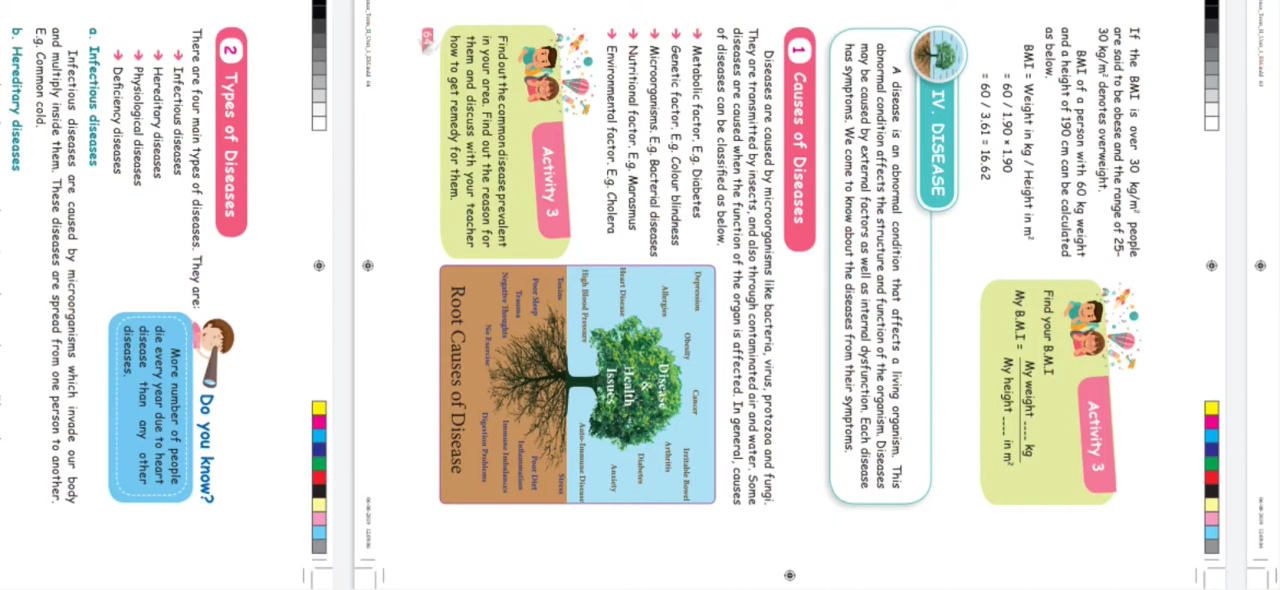 If the BMI is over 30 kg/m² people
are said to be obese and the range of 25-
30 kg/m² denotes overweight.
BMI of a person with 60 kg weight
and a height of 190 cm can be calculated
as below.
BMI = Weight in kg / Height in m²
= 60 / 1.90 × 1.90
= 60 / 3.61 = 16.62
Activity 3
Find your B.M.I
My B.M.I = My weight ---- kg
My height ---- in m²
IV. DISEASE
A disease is an abnormal condition that affects a living organism. This
abnormal condition affects the structure and function of the organism. Diseases
may be caused by external factors as well as internal dysfunction. Each disease
has symptoms. We come to know about the diseases from their symptoms.
1 Causes of Diseases
Diseases are caused by microorganisms like bacteria, virus, protozoa and fungi.
They are transmitted by insects, and also through contaminated air and water. Some
diseases are caused when the function of the organ is affected. In general, causes
of diseases can be classified as below.
➔ Metabolic factor. E.g. Diabetes
➔ Genetic factor. E.g. Colour blindness
➔ Microorganisms. E.g. Bacterial diseases
➔ Nutritional factor. E.g. Marasmus
➔ Environmental factor. E.g. Cholera
Activity 3
Find out the common disease prevalent
in your area. Find out the reason for
them and discuss with your teacher
how to get remedy for them.
Depression
Obesity
Cancer
Irritable Bowel
Allergies
Arthritis
Heart Disease
Disease
&
Health
Issues
Diabetes
Anxiety
High Blood Pressure
Auto-Immune Disease
Toxins
Stress
Poor Sleep
Poor Diet
Trauma
Inflammation
Negative Thoughts
Immune Imbalances
No Exercise
Digestion Problems
Root Causes of Disease
64
06-08-2019 12:09:06
06-08-2019 12:09:06
2 Types of Diseases
There are four main types of diseases. They are:
➔ Infectious diseases
➔ Hereditary diseases
➔ Physiological diseases
➔ Deficiency diseases
Do you know?
More number of people
die every year due to heart
disease than any other
diseases.
a. Infectious diseases
Infectious diseases are caused by microorganisms which invade our body
and multiply inside them. These diseases are spread from one person to another.
E.g. Common cold.
b. Hereditary diseases